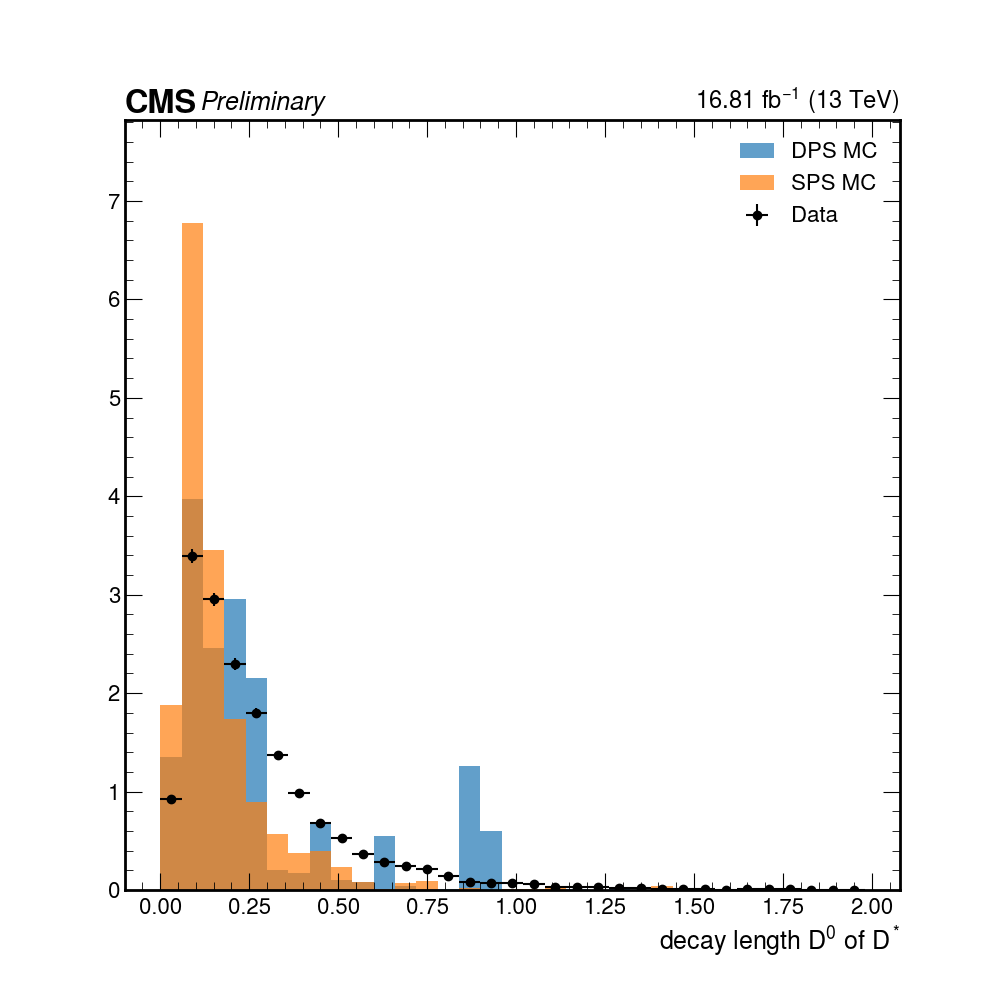 CMS Preliminary 16.81 fb⁻¹ (13 TeV)
DPS MC
SPS MC
Data
7
6
5
4
3
2
1
0
0.00 0.25 0.50 0.75 1.00 1.25 1.50 1.75 2.00
decay length D⁰ of D*